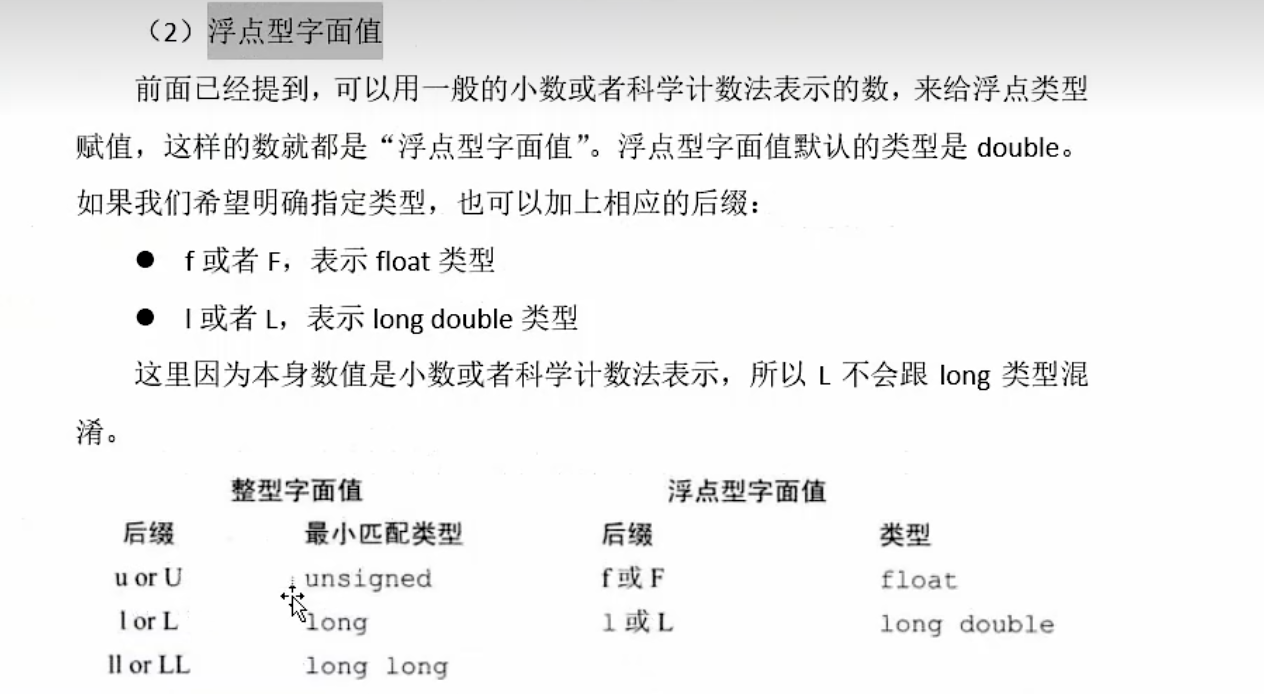 （2）浮点型字面值
前面已经提到，可以用一般的小数或者科学计数法表示的数，来给浮点类型
赋值，这样的数就都是“浮点型字面值”。浮点型字面值默认的类型是 double。
如果我们希望明确指定类型，也可以加上相应的后缀：
● f 或者 F，表示 float 类型
● l 或者 L，表示 long double 类型
这里因为本身数值是小数或者科学计数法表示，所以 L 不会跟 long 类型混
淆。
整型字面值 浮点型字面值
后缀 最小匹配类型 后缀 类型
u or U unsigned f 或 F float
l or L long l 或 L long double
ll or LL long long